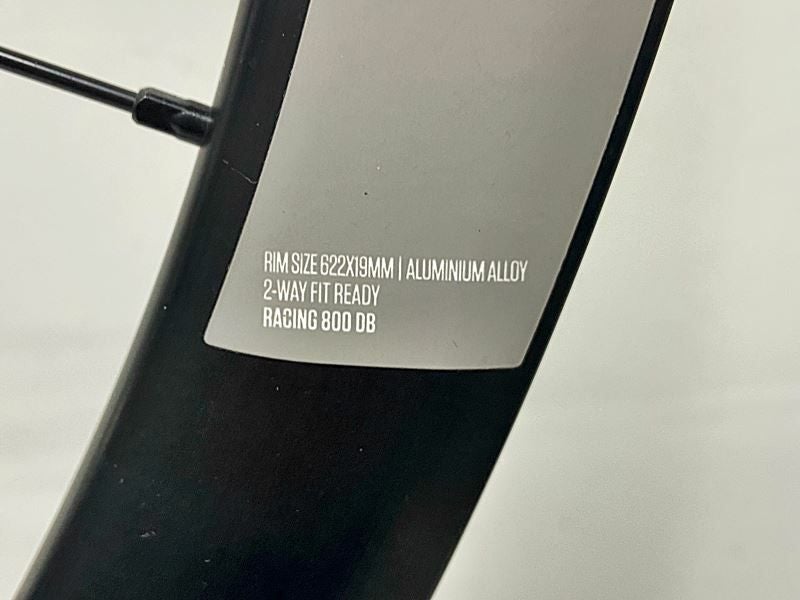 RIM SIZE 622X19MM | ALUMINIUM ALLOY
2-WAY FIT READY
RACING 800 DB